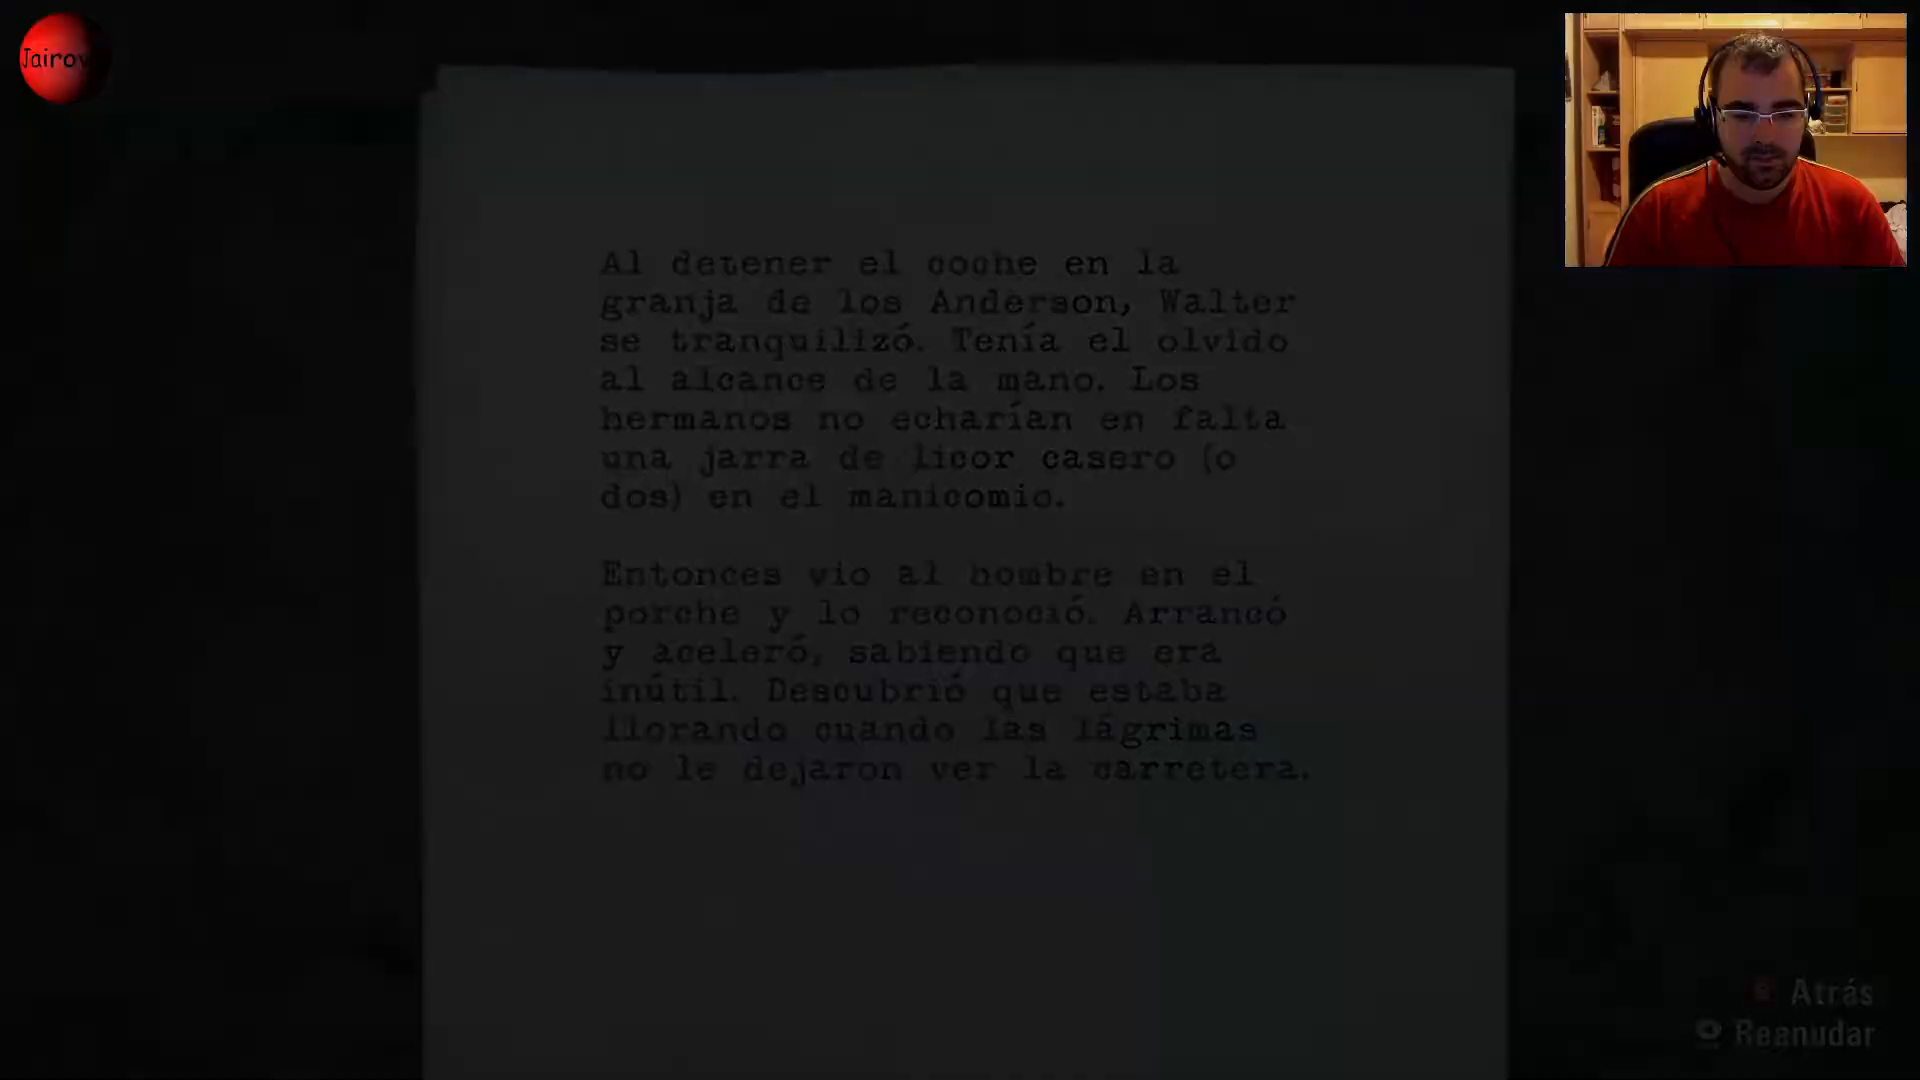 Jairov
Al detener el coche en la
granja de los Anderson, Walter
se tranquilizó. Tenía el olvido
al alcance de la mano. Los
hermanos no echarían en falta
una jarra de licor casero (o
dos) en el manicomio.
Entonces vio al hombre en el
porche y lo reconoció. Arrancó
y aceleró, sabiendo que era
inútil. Descubrió que estaba
llorando cuando las lágrimas
no le dejaron ver la carretera.
B Atrás
Reanudar